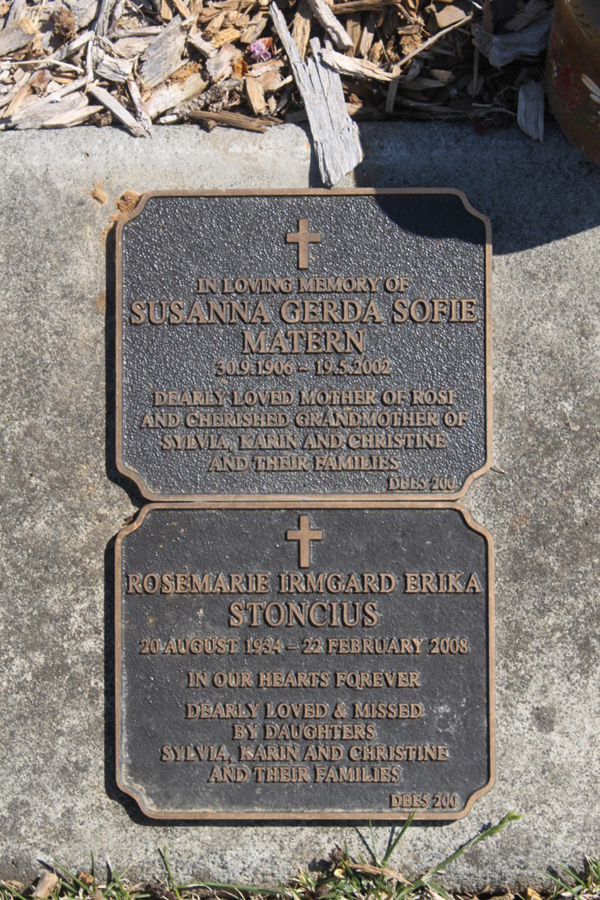 IN LOVING MEMORY OF
SUSANNA GERDA SOFIE
MATERN
30.9.1906 ~ 19.5.2002
DEARLY LOVED MOTHER OF ROSI
AND CHERISHED GRANDMOTHER OF
SYLVIA, KARIN AND CHRISTINE
AND THEIR FAMILIES
DBES 200
ROSEMARIE IRMGARD ERIKA
STONCIUS
20 AUGUST 1934 – 22 FEBRUARY 2008
IN OUR HEARTS FOREVER
DEARLY LOVED & MISSED
BY DAUGHTERS
SYLVIA, KARIN AND CHRISTINE
AND THEIR FAMILIES
DBES 200